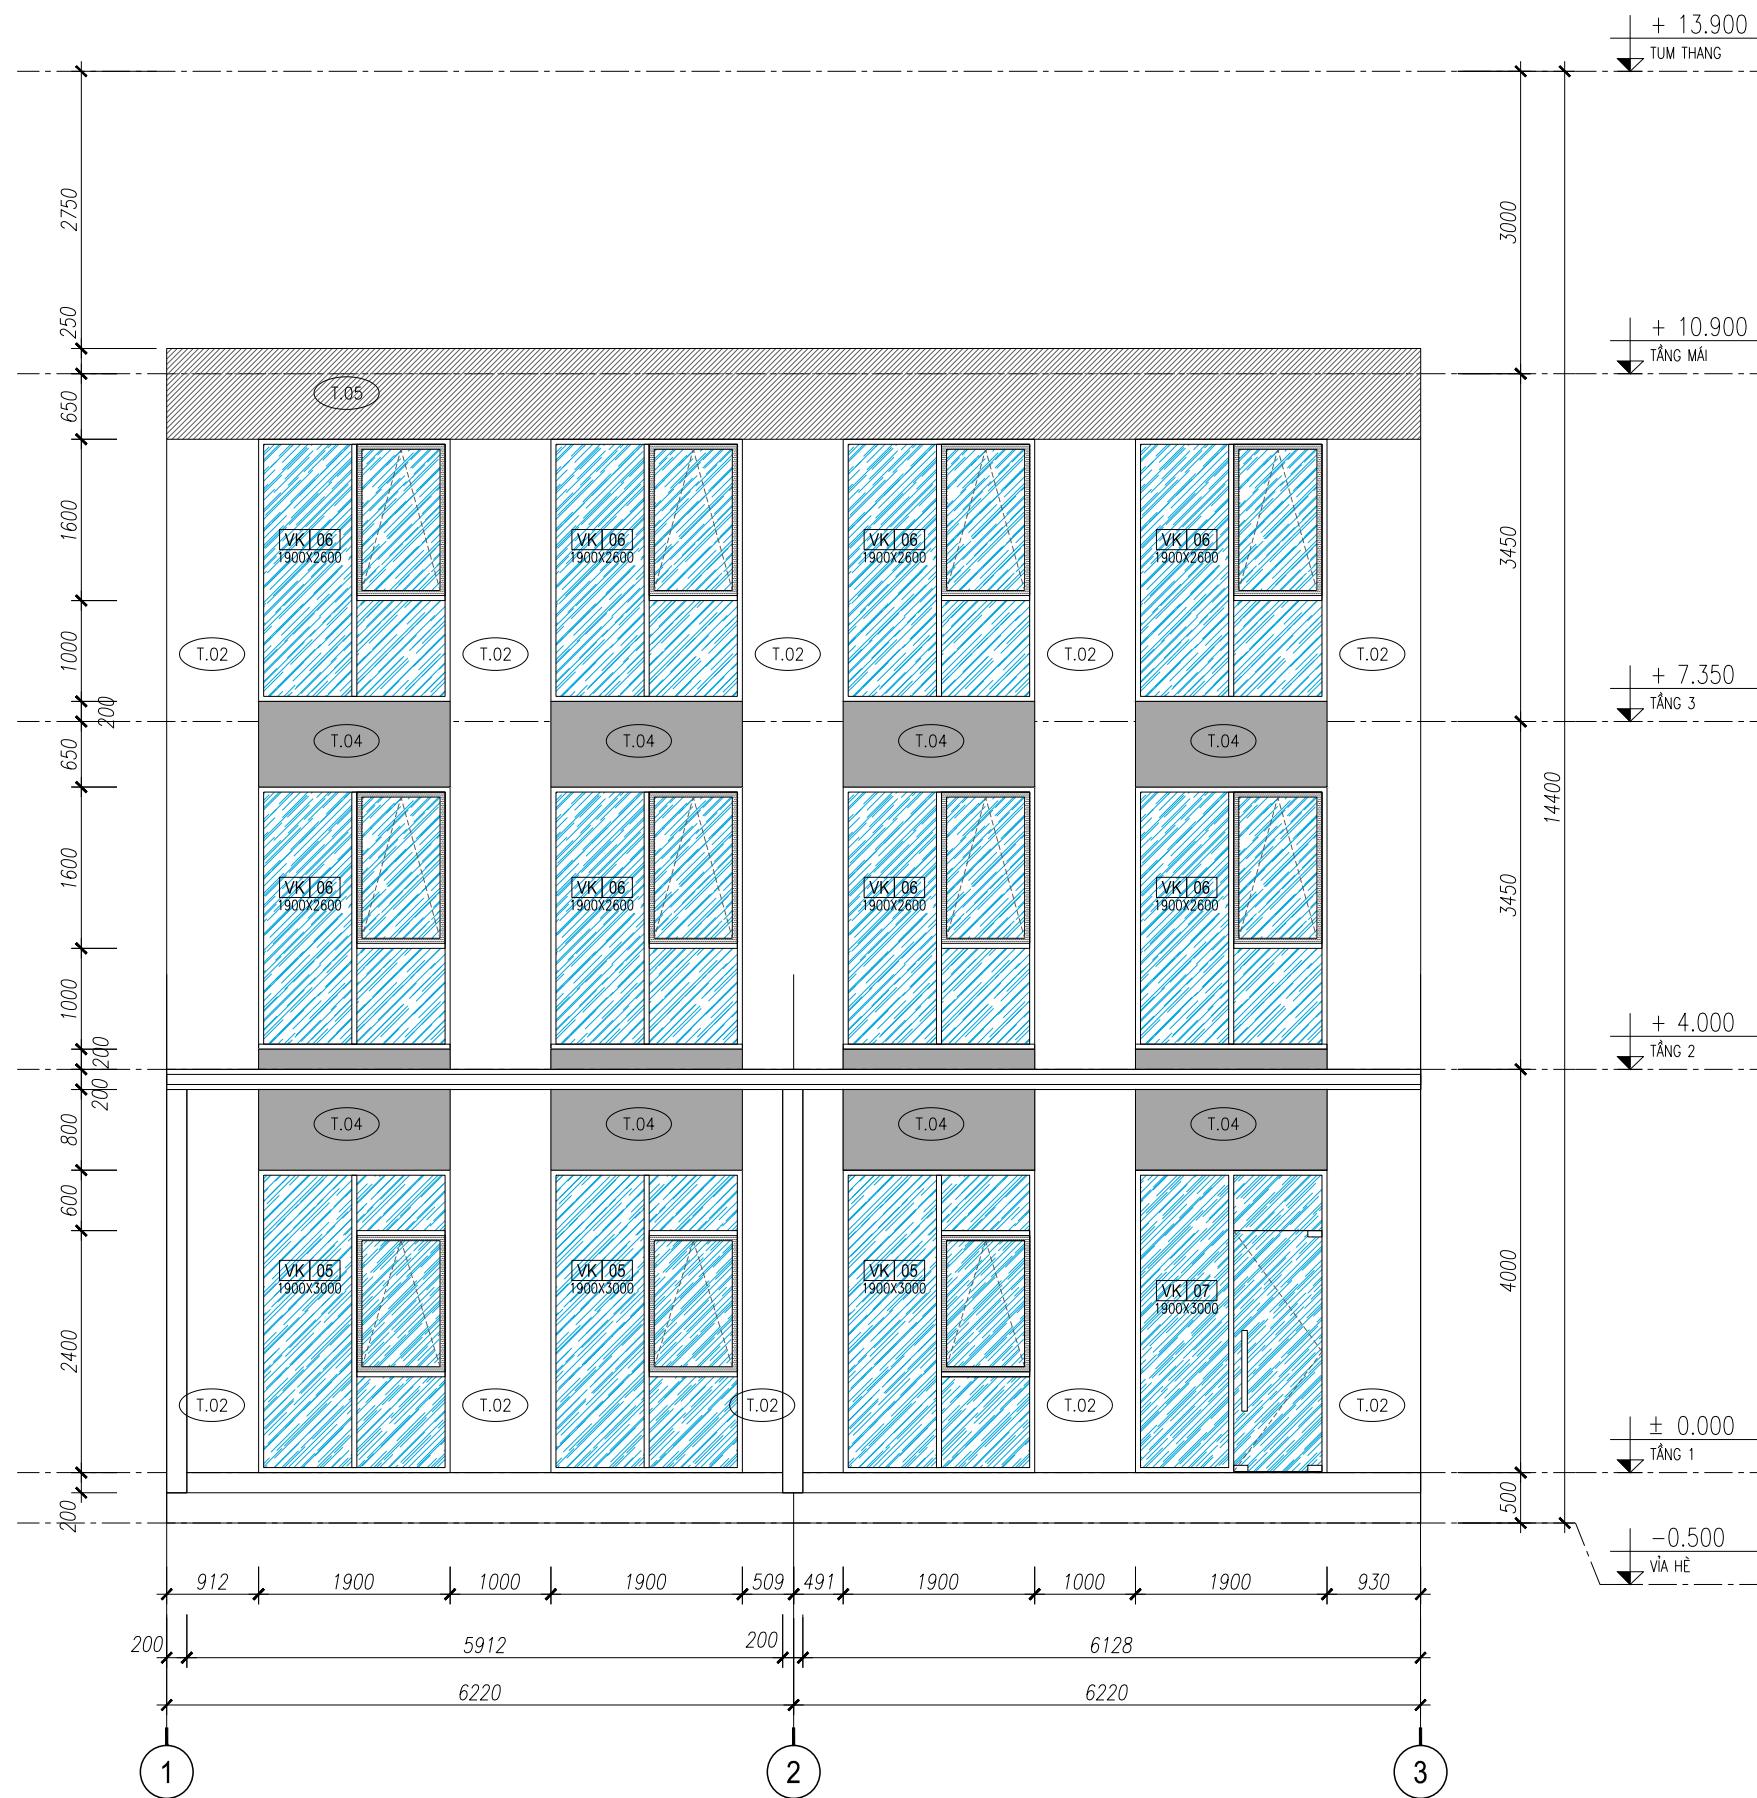 + 13.900
TUM THANG
2750
3000
250
+ 10.900
TẦNG MÁI
650
T.05
1600
3450
VK 06
1900X2600
VK 06
1900X2600
VK 06
1900X2600
VK 06
1900X2600
1000
T.02
T.02
T.02
T.02
T.02
+ 7.350
TẦNG 3
200
650
T.04
T.04
T.04
T.04
14400
1600
3450
VK 06
1900X2600
VK 06
1900X2600
VK 06
1900X2600
VK 06
1900X2600
1000
+ 4.000
TẦNG 2
200
200
800
T.04
T.04
T.04
T.04
600
VK 05
1900X3000
VK 05
1900X3000
VK 05
1900X3000
VK 07
1900X3000
4000
2400
T.02
T.02
T.02
T.02
T.02
± 0.000
TẦNG 1
200
500
-0.500
VỈA HÈ
912 1900 1000 1900 509 491 1900 1000 1900 930
200 5912 200 6128
6220 6220
1 2 3